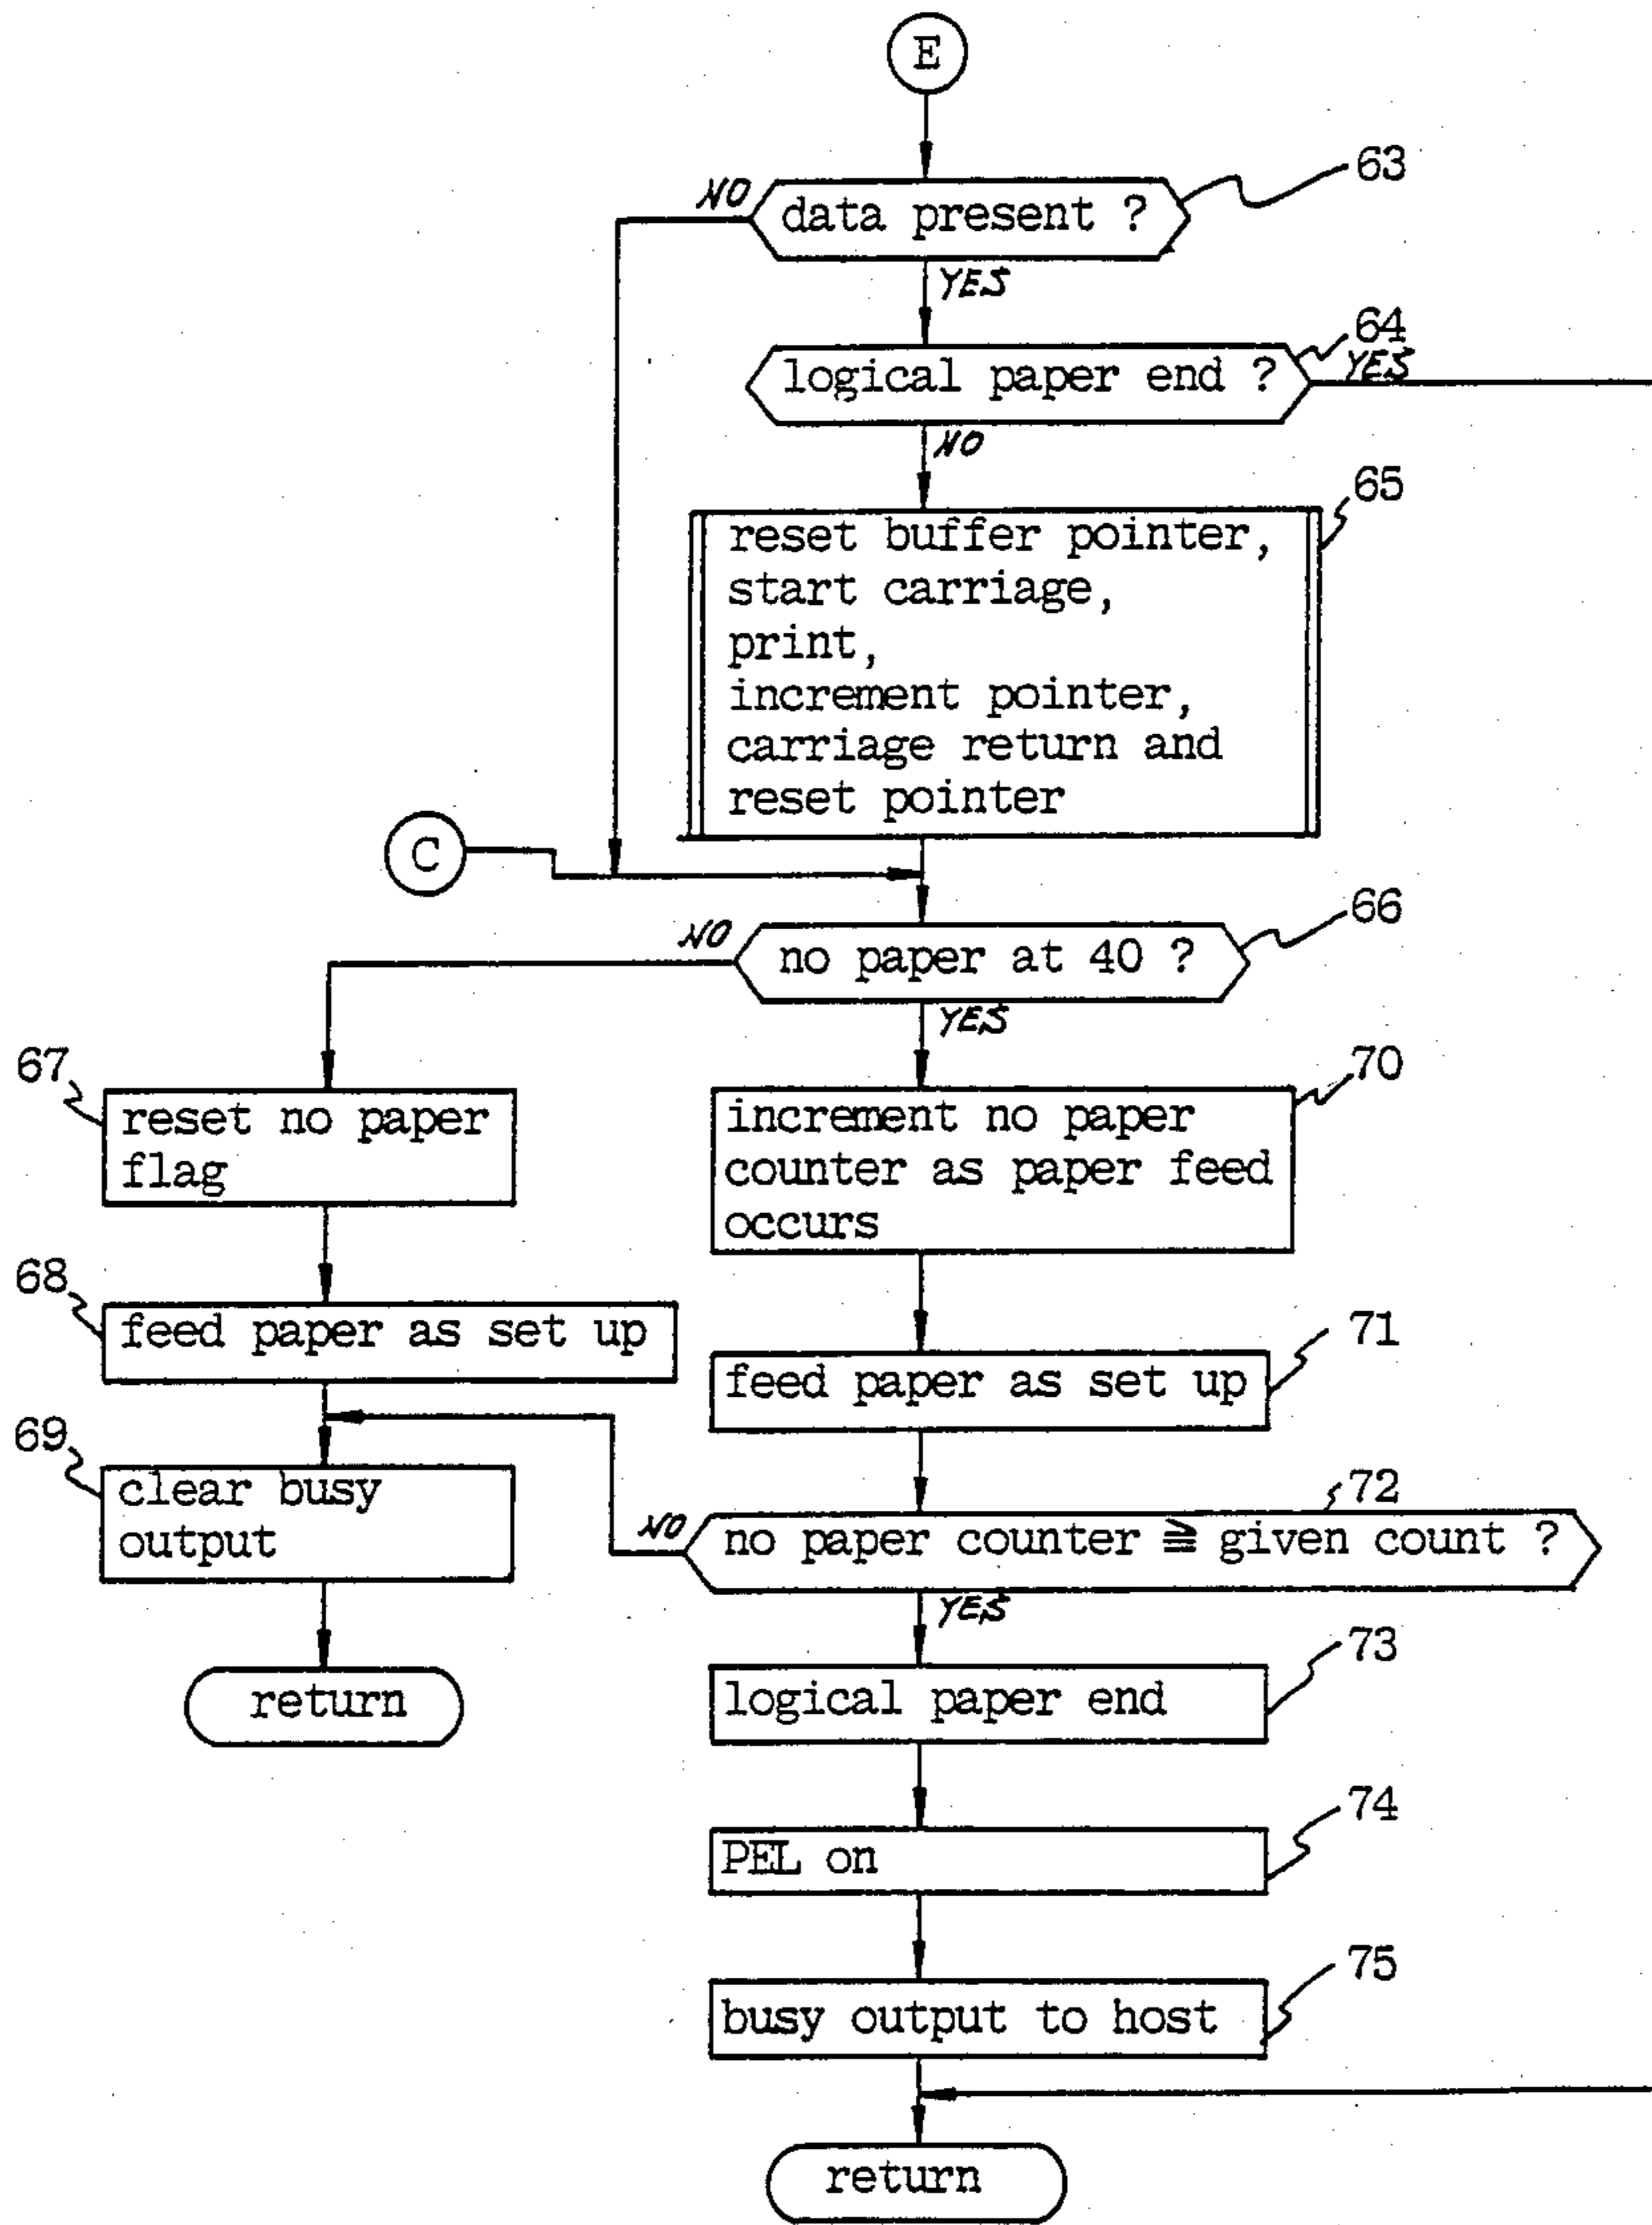 E
63
NO
data present ?
YES
64
YES
logical paper end ?
NO
65
reset buffer pointer,
start carriage,
print,
increment pointer,
carriage return and
reset pointer
C
66
NO
no paper at 40 ?
YES
67
reset no paper
flag
70
increment no paper
counter as paper feed
occurs
68
feed paper as set up
71
feed paper as set up
69
clear busy
output
72
NO
no paper counter ≧ given count ?
YES
return
73
logical paper end
74
PEL on
75
busy output to host
return